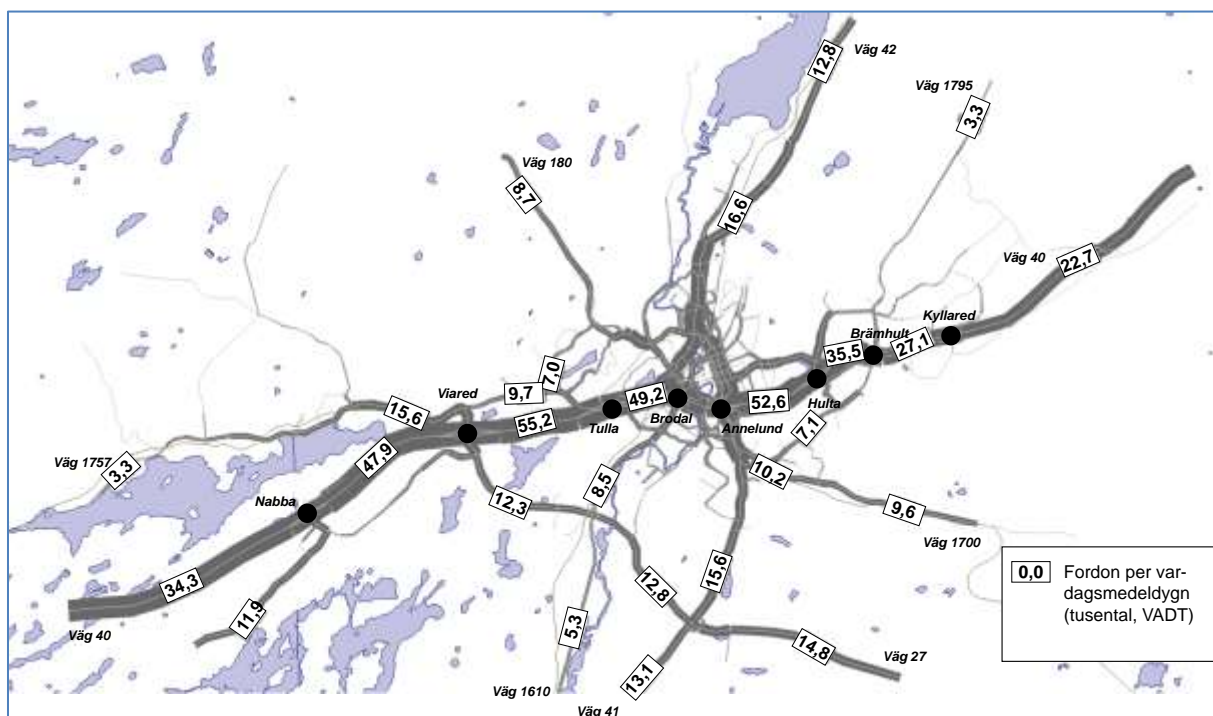 12,8
Väg 42
Väg 1795
3,3
Väg 180
8,7
16,6
Väg 40
22,7
Kyllared
Brämhult
27,1
35,5
Viared
7,0
9,7
49,2
15,6
55,2
Tulla
Brodal
Annelund
52,6
Hulta
7,1
47,9
Väg 1757
3,3
8,5
10,2
Nabba
12,3
9,6
Väg 1700
34,3
15,6
12,8
11,9
5,3
Väg 40
14,8
Väg 27
13,1
Väg 1610
Väg 41
0,0 Fordon per var-
dagsmedeldygn
(tusental, VADT)